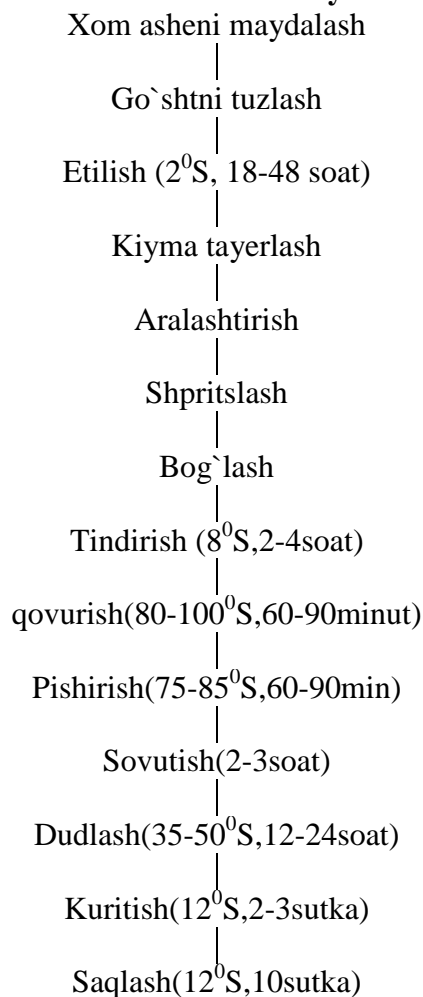 Xom asheni maydalash
Go`shtni tuzlash
Etilish (2⁰S, 18-48 soat)
Kiyma tayerlash
Aralashtirish
Shpritslash
Bog`lash
Tindirish (8⁰S,2-4soat)
qovurish(80-100⁰S,60-90minut)
Pishirish(75-85⁰S,60-90min)
Sovutish(2-3soat)
Dudlash(35-50⁰S,12-24soat)
Kuritish(12⁰S,2-3sutka)
Saqlash(12⁰S,10sutka)